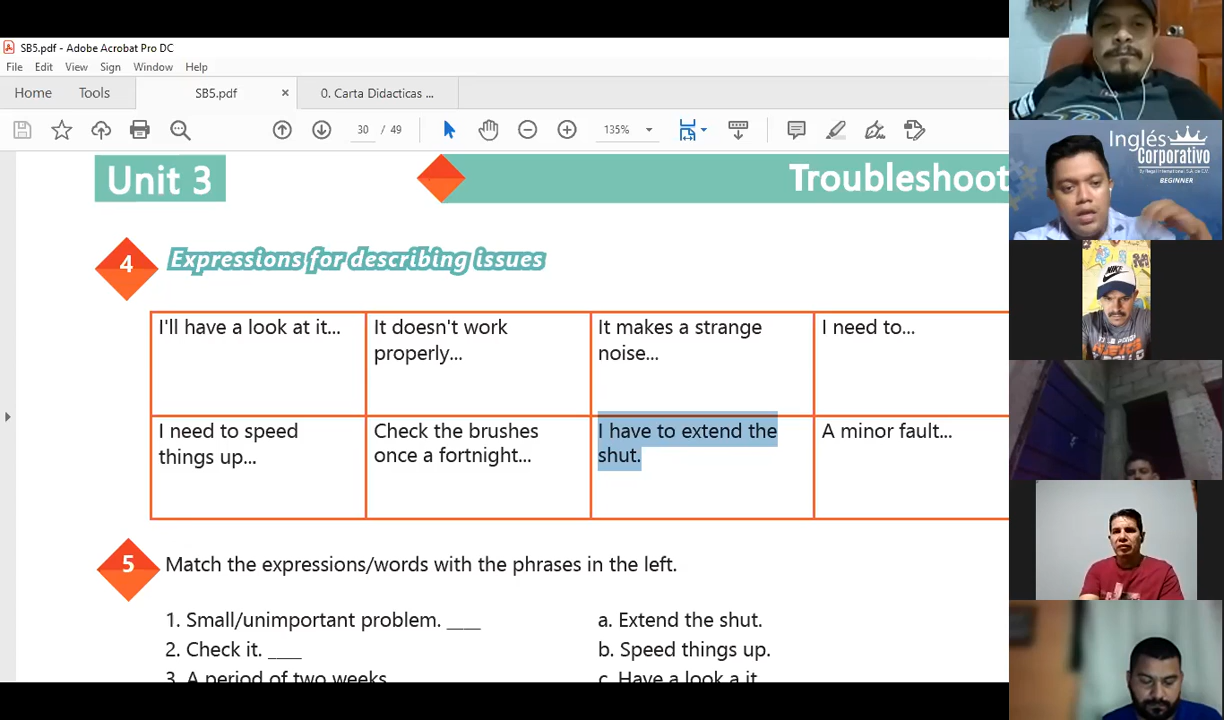 SB5.pdf - Adobe Acrobat Pro DC
File Edit View Sign Window Help
Home Tools SB5.pdf × 0. Carta Didacticas ...
30 / 49 135%
Unit 3 Troubleshoot
4 Expressions for describing issues
I'll have a look at it...
It doesn't work
properly...
It makes a strange
noise...
I need to...
I need to speed
things up...
Check the brushes
once a fortnight...
I have to extend the
shut.
A minor fault...
5 Match the expressions/words with the phrases in the left.
1. Small/unimportant problem. ____
a. Extend the shut.
2. Check it. ____
b. Speed things up.
3. A period of two weeks
c. Have a look a it
Inglés
Corporativo
BEGINNER